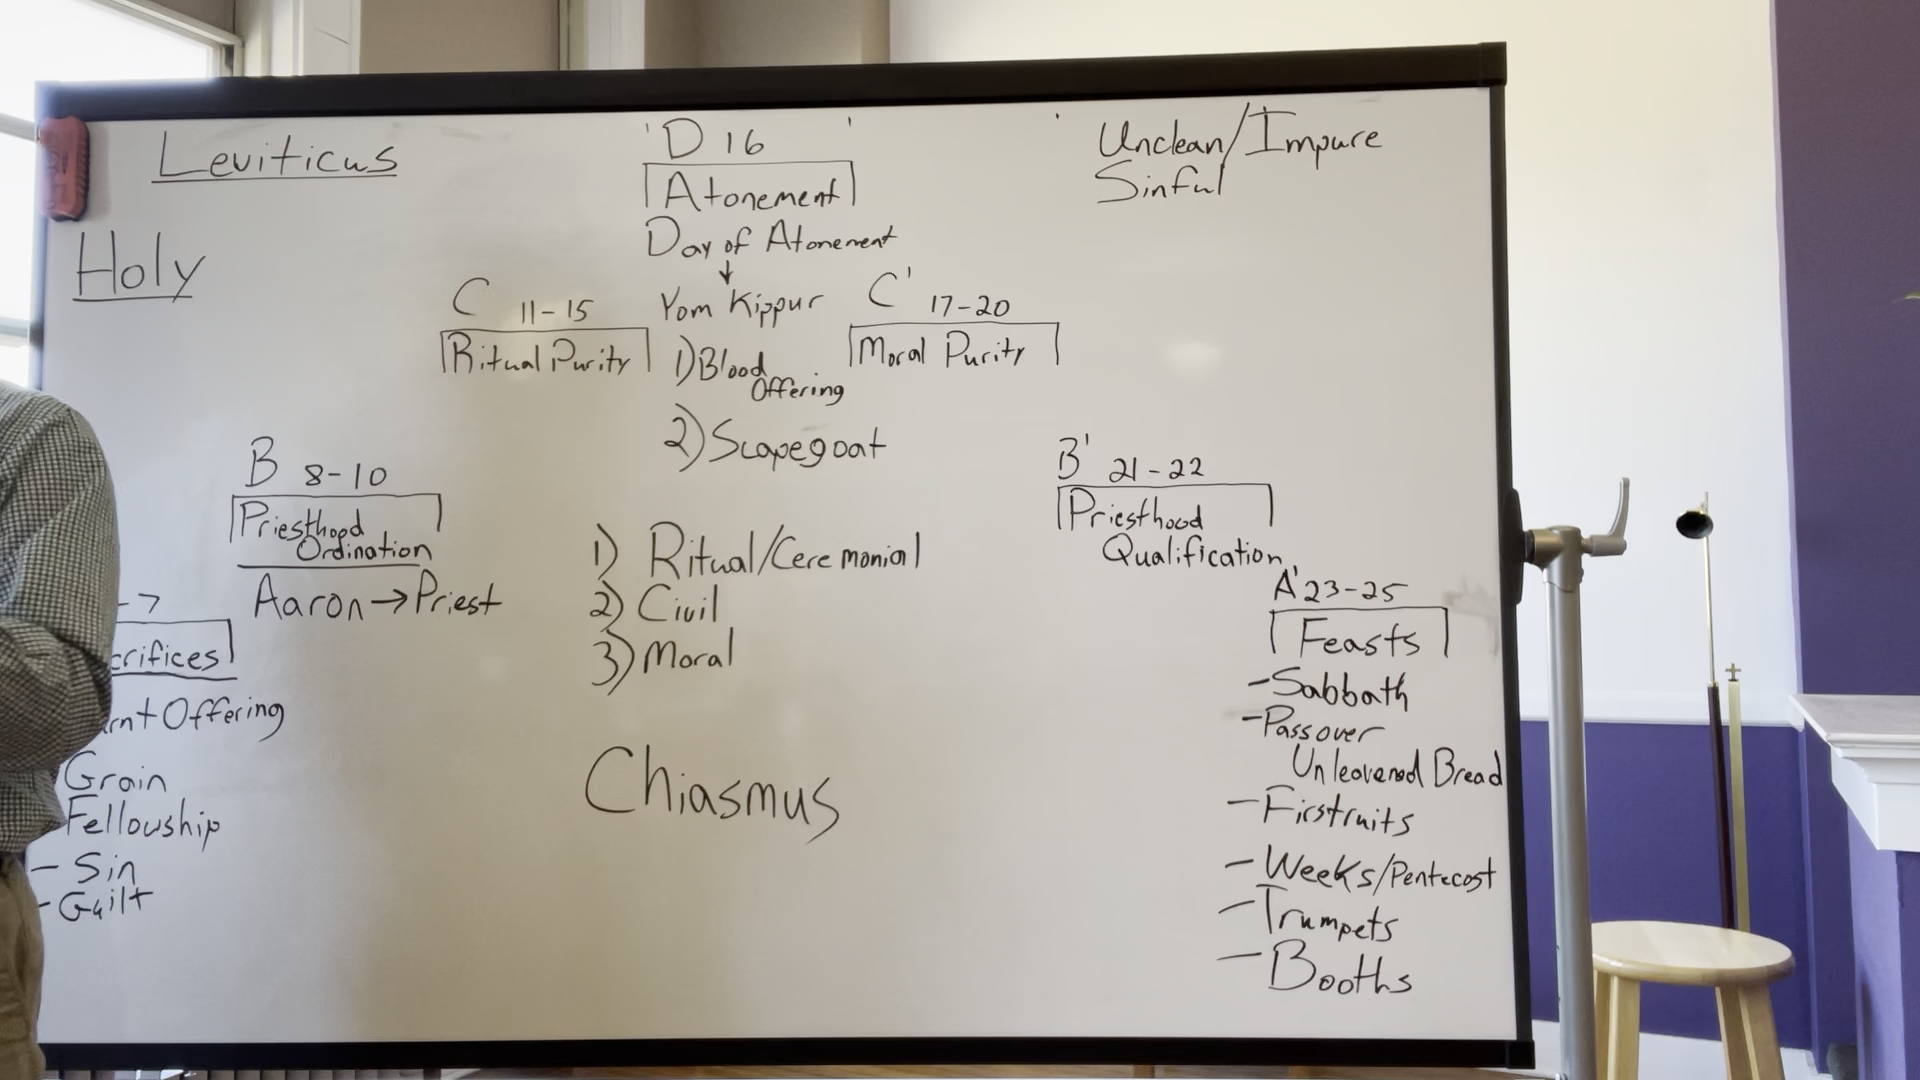 Leviticus
Holy
D 16
Atonement
Day of Atonement
↓
Yom Kippur
1) Blood
Offering
2) Scapegoat
Unclean/Impure
Sinful
C 11-15
Ritual Purity
C' 17-20
Moral Purity
B 8-10
Priesthood
Ordination
Aaron → Priest
B' 21-22
Priesthood
Qualification
-7
crifices
rnt Offering
Grain
Fellowship
- Sin
- Guilt
1) Ritual/Ceremonial
2) Civil
3) Moral
Chiasmus
A' 23-25
Feasts
- Sabbath
- Passover
Unleavened Bread
- Firstruits
- Weeks/Pentecost
- Trumpets
- Booths